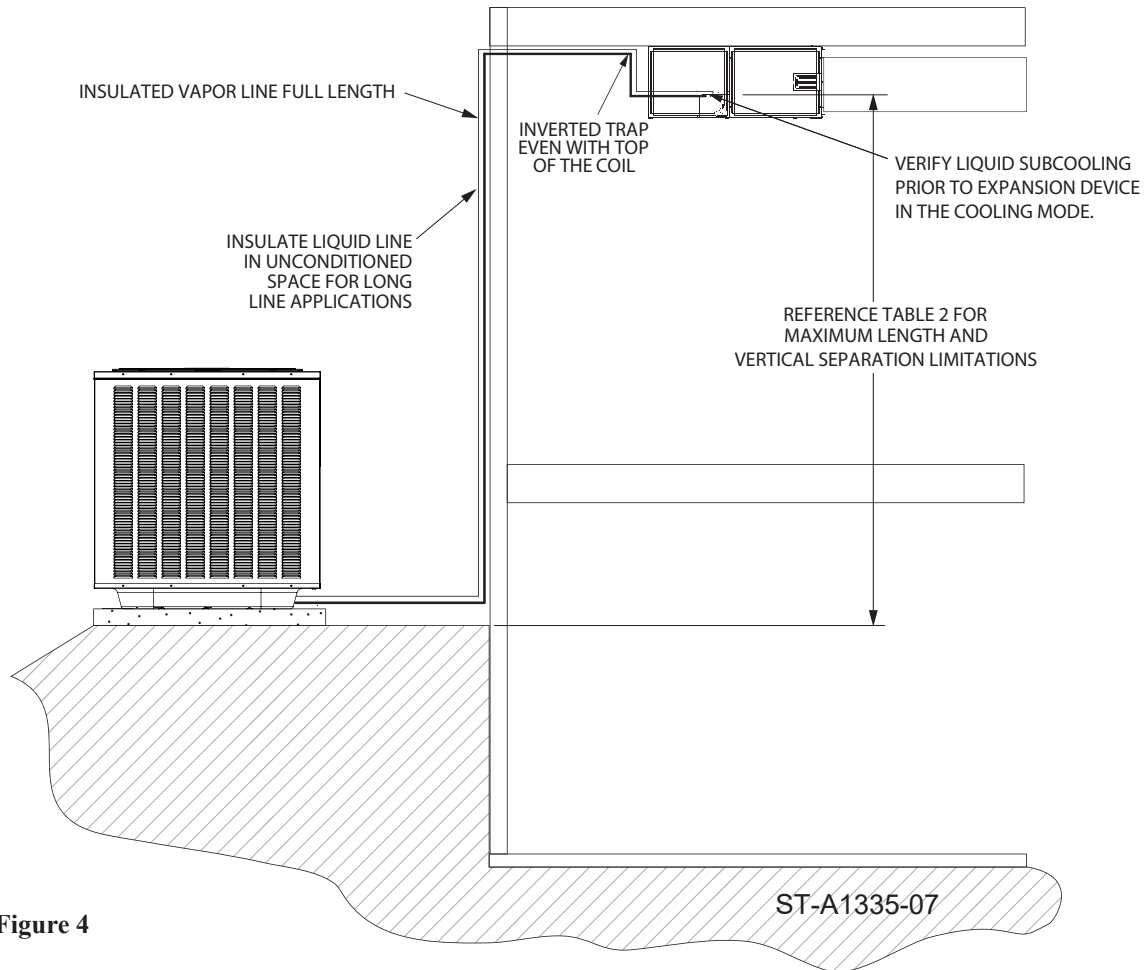 INSULATED VAPOR LINE FULL LENGTH
INVERTED TRAP
EVEN WITH TOP
OF THE COIL
VERIFY LIQUID SUBCOOLING
PRIOR TO EXPANSION DEVICE
IN THE COOLING MODE.
INSULATE LIQUID LINE
IN UNCONDITIONED
SPACE FOR LONG
LINE APPLICATIONS
REFERENCE TABLE 2 FOR
MAXIMUM LENGTH AND
VERTICAL SEPARATION LIMITATIONS
ST-A1335-07
Figure 4